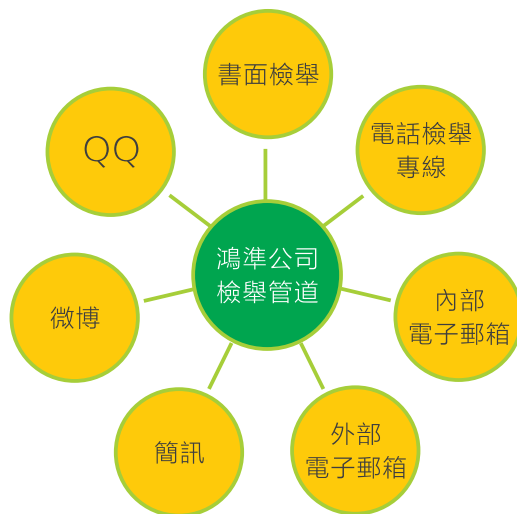 書面檢舉
電話檢舉
專線
內部
電子郵箱
外部
電子郵箱
簡訊
微博
QQ
鴻準公司
檢舉管道